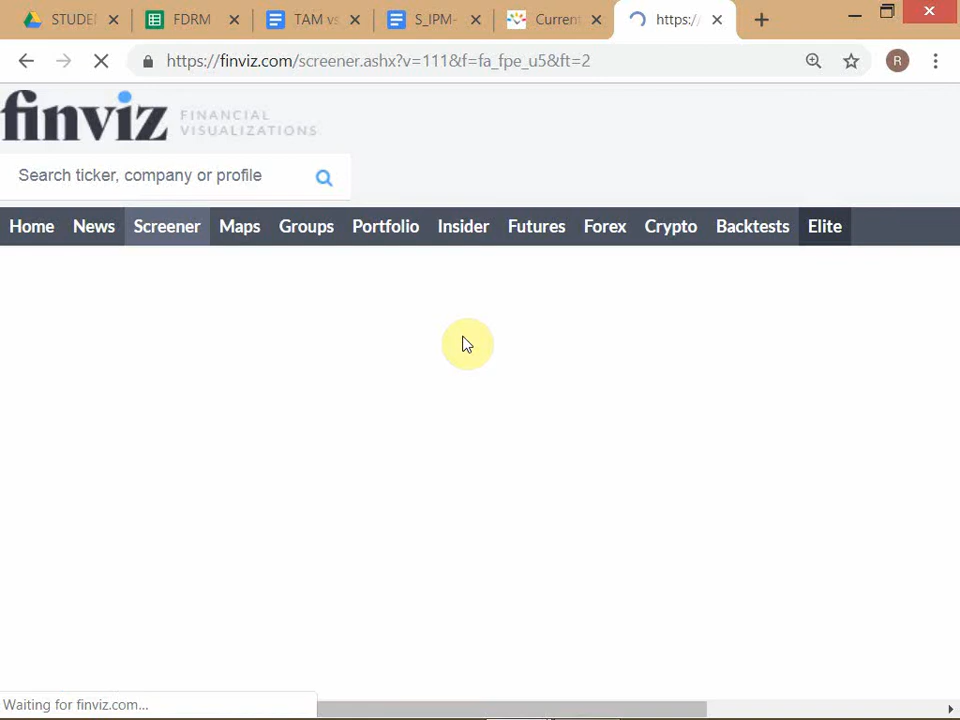 STUDE
FDRM
TAM vs
S_IPM-
Current
https:/
https://finviz.com/screener.ashx?v=111&f=fa_fpe_u5&ft=2
R
finviz
FINANCIAL
VISUALIZATIONS
Search ticker, company or profile
Home News Screener Maps Groups Portfolio Insider Futures Forex Crypto Backtests Elite
Waiting for finviz.com...